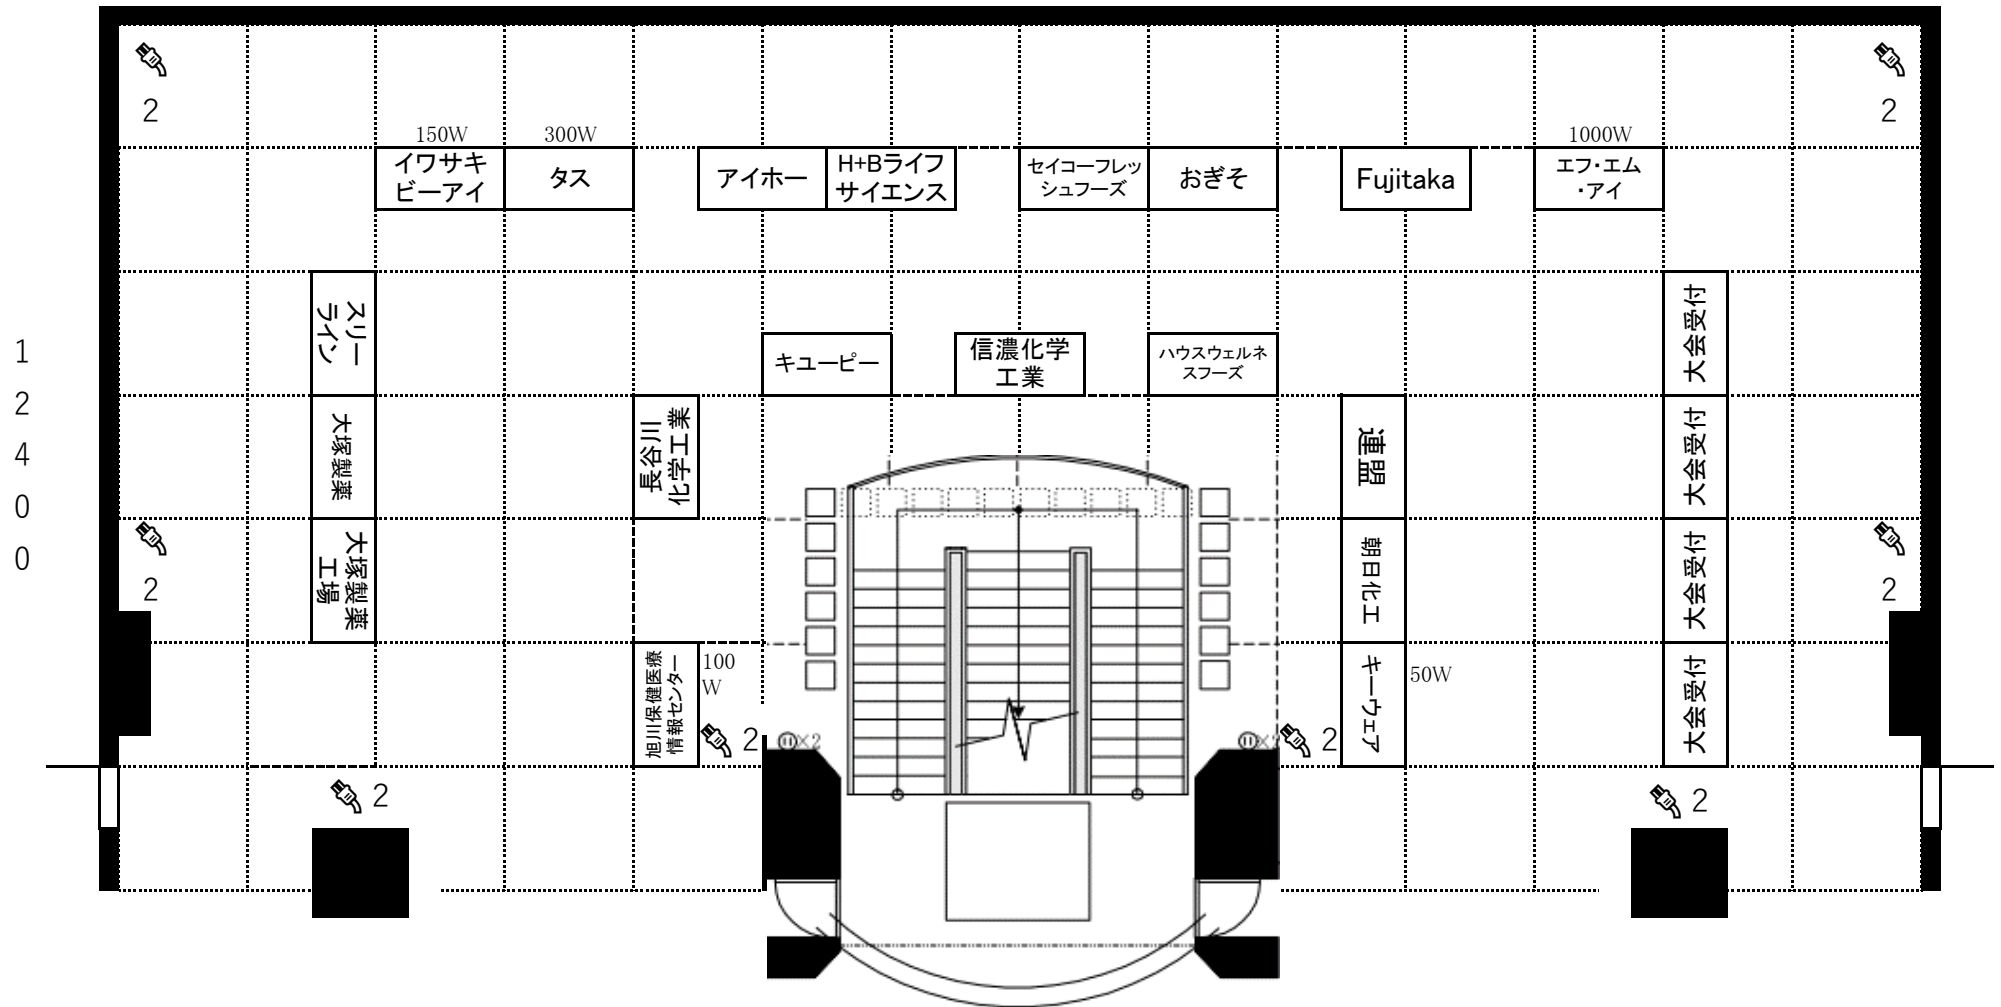 2
2
150W
300W
1000W
イワサキ
ビーアイ
タス
アイホー
H+Bライフ
サイエンス
セイコーフレッ
シュフーズ
おぎそ
Fujitaka
エフ・エム
・アイ
スリー
ライン
大会受付
キューピー
信濃化学
工業
ハウスウェルネ
スフーズ
1
2
4
0
0
大塚製薬
長谷川
化学工業
連盟
大会受付
2
大塚製薬
工場
朝日化工
大会受付
2
旭川保健医療
情報センター
100
W
キーウェア
50W
大会受付
2
×2
×2
2
2
2